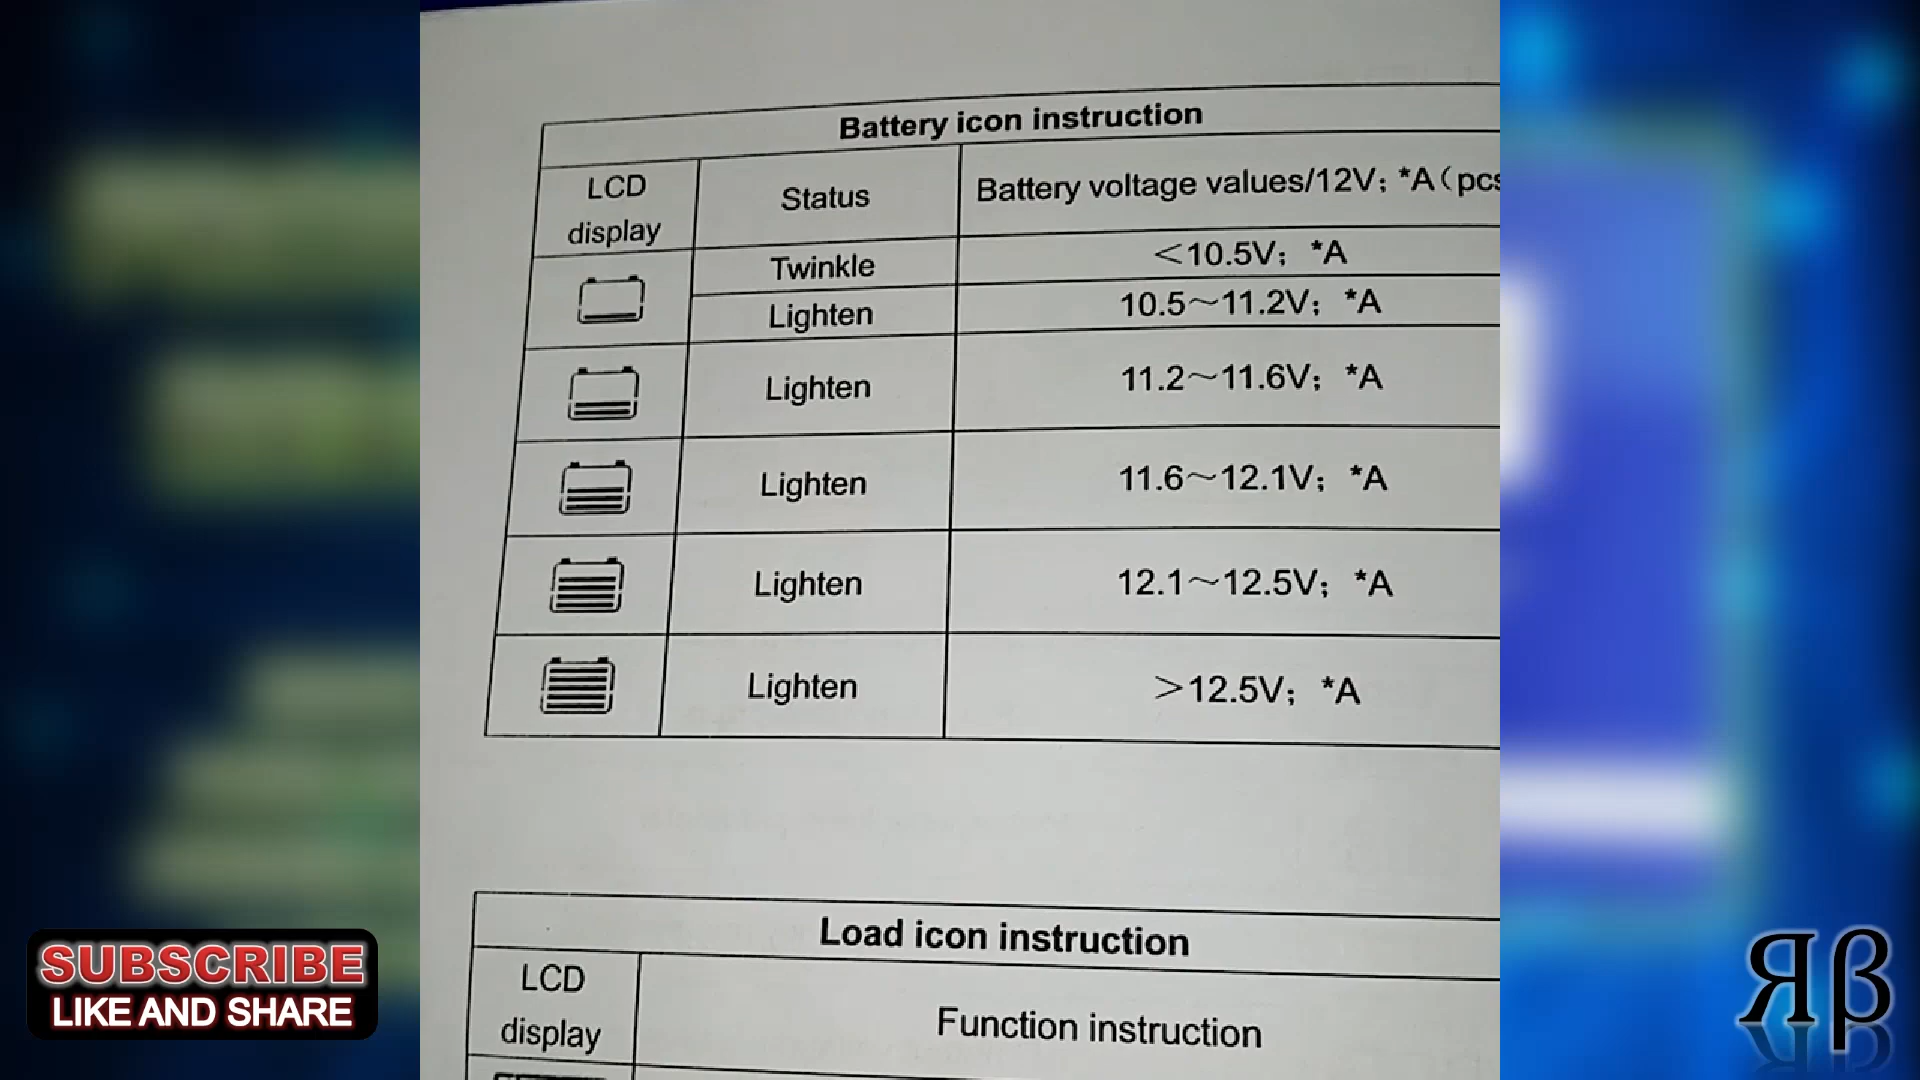 Battery icon instruction
LCD display
Status
Battery voltage values/12V; *A（pcs
Twinkle
<10.5V; *A
Lighten
10.5～11.2V; *A
Lighten
11.2～11.6V; *A
Lighten
11.6～12.1V; *A
Lighten
12.1～12.5V; *A
Lighten
>12.5V; *A
Load icon instruction
LCD display
Function instruction
SUBSCRIBE
LIKE AND SHARE
Яβ